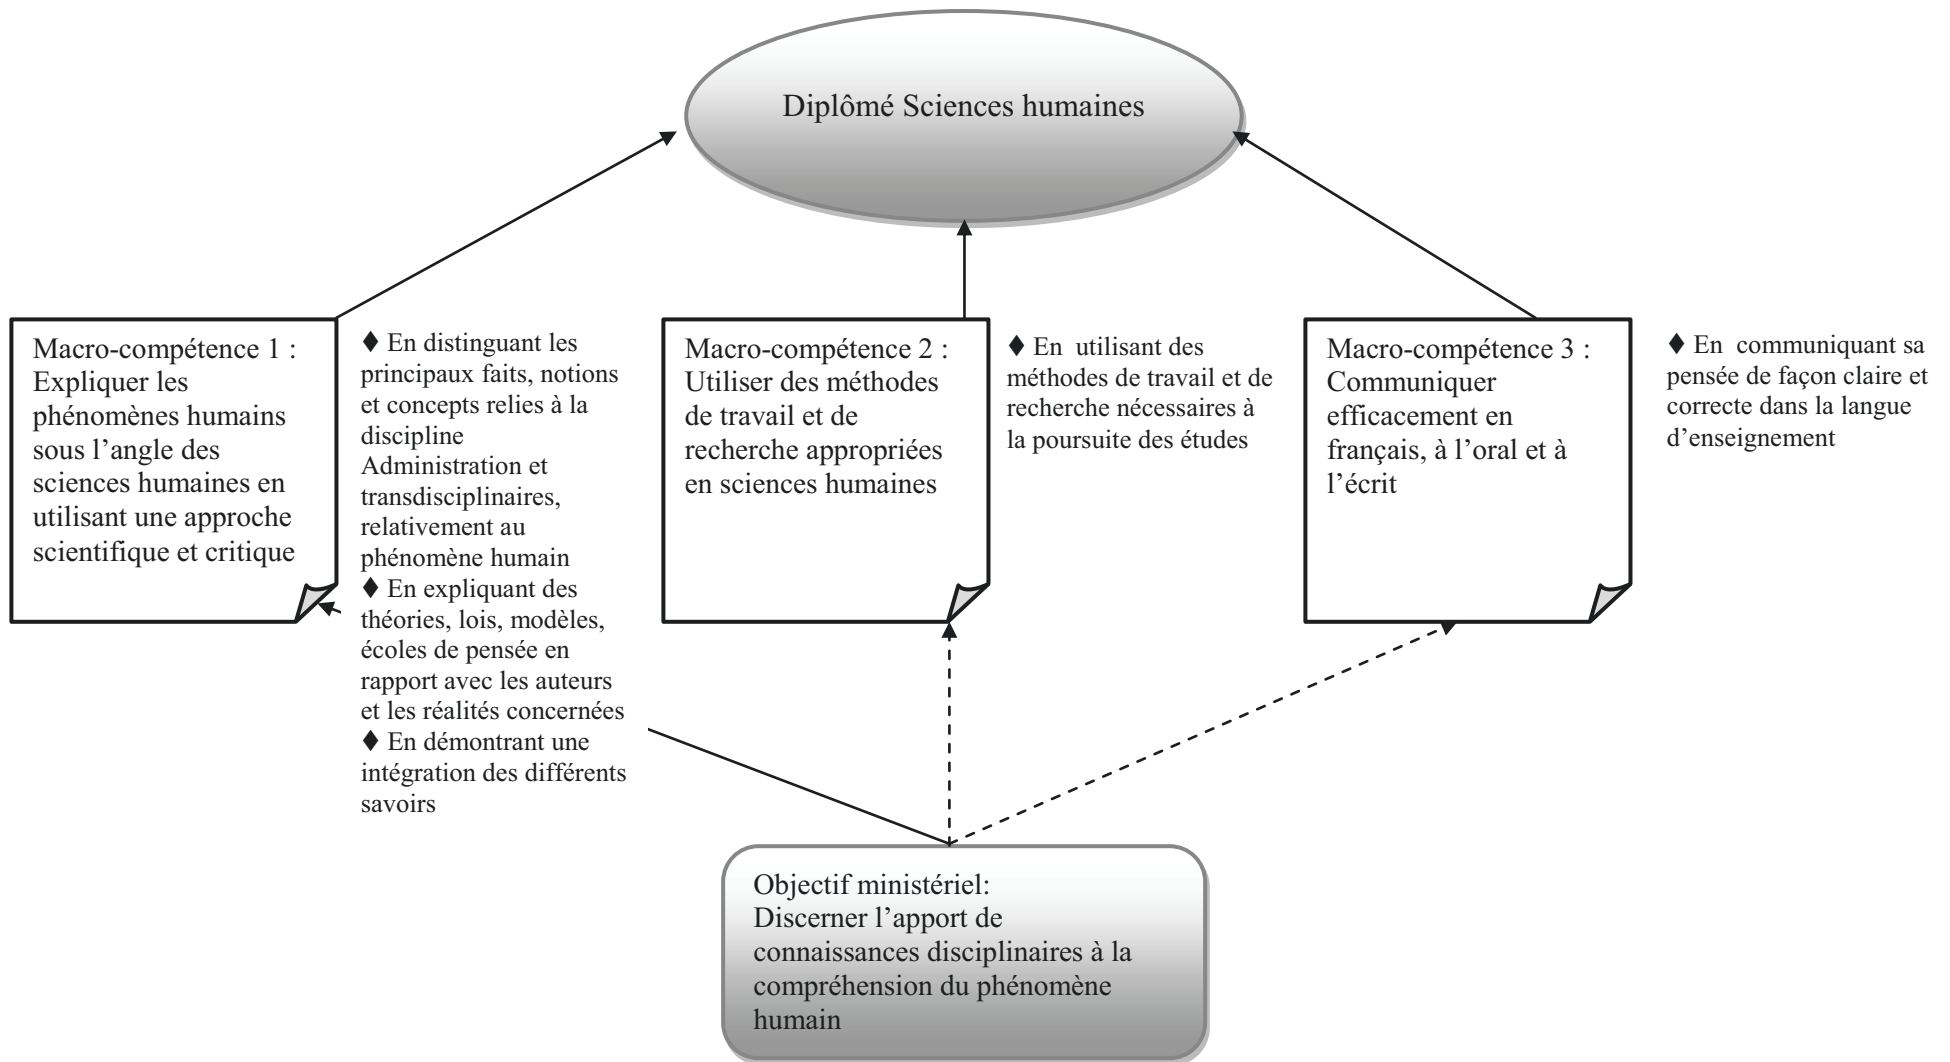 Diplômé Sciences humaines
Macro-compétence 1 :
Expliquer les
phénomènes humains
sous l’angle des
sciences humaines en
utilisant une approche
scientifique et critique
♦ En distinguant les
principaux faits, notions
et concepts relies à la
discipline
Administration et
transdisciplinaires,
relativement au
phénomène humain
♦ En expliquant des
théories, lois, modèles,
écoles de pensée en
rapport avec les auteurs
et les réalités concernées
♦ En démontrant une
intégration des différents
savoirs
Macro-compétence 2 :
Utiliser des méthodes
de travail et de
recherche appropriées
en sciences humaines
♦ En utilisant des
méthodes de travail et de
recherche nécessaires à
la poursuite des études
Macro-compétence 3 :
Communiquer
efficacement en
français, à l’oral et à
l’écrit
♦ En communiquant sa
pensée de façon claire et
correcte dans la langue
d’enseignement
Objectif ministériel:
Discerner l’apport de
connaissances disciplinaires à la
compréhension du phénomène
humain